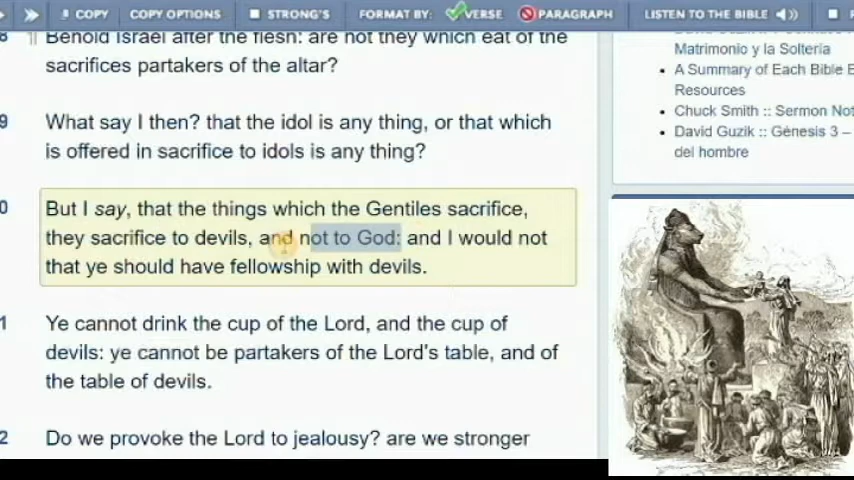 COPY COPY OPTIONS STRONG'S FORMAT BY: VERSE PARAGRAPH LISTEN TO THE BIBLE
8 ¶ Behold Israel after the flesh: are not they which eat of the
sacrifices partakers of the altar?
9 What say I then? that the idol is any thing, or that which
is offered in sacrifice to idols is any thing?
0 But I say, that the things which the Gentiles sacrifice,
they sacrifice to devils, and not to God: and I would not
that ye should have fellowship with devils.
1 Ye cannot drink the cup of the Lord, and the cup of
devils: ye cannot be partakers of the Lord's table, and of
the table of devils.
2 Do we provoke the Lord to jealousy? are we stronger
Matrimonio y la Soltería
• A Summary of Each Bible B
Resources
• Chuck Smith :: Sermon Not
• David Guzik :: Génesis 3 –
del hombre